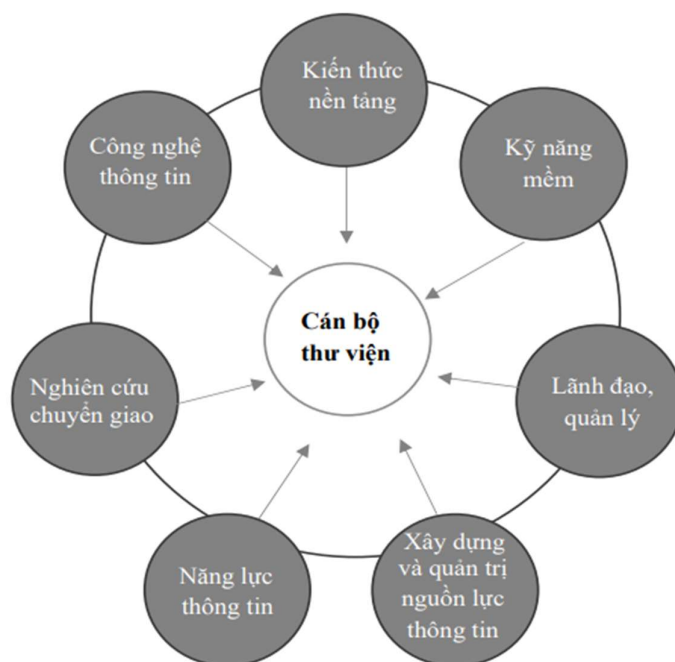 Kiến thức
nền tảng
Công nghệ
thông tin
Kỹ năng
mềm
Cán bộ
thư viện
Nghiên cứu
chuyển giao
Lãnh đạo,
quản lý
Năng lực
thông tin
Xây dựng
và quản trị
nguồn lực
thông tin